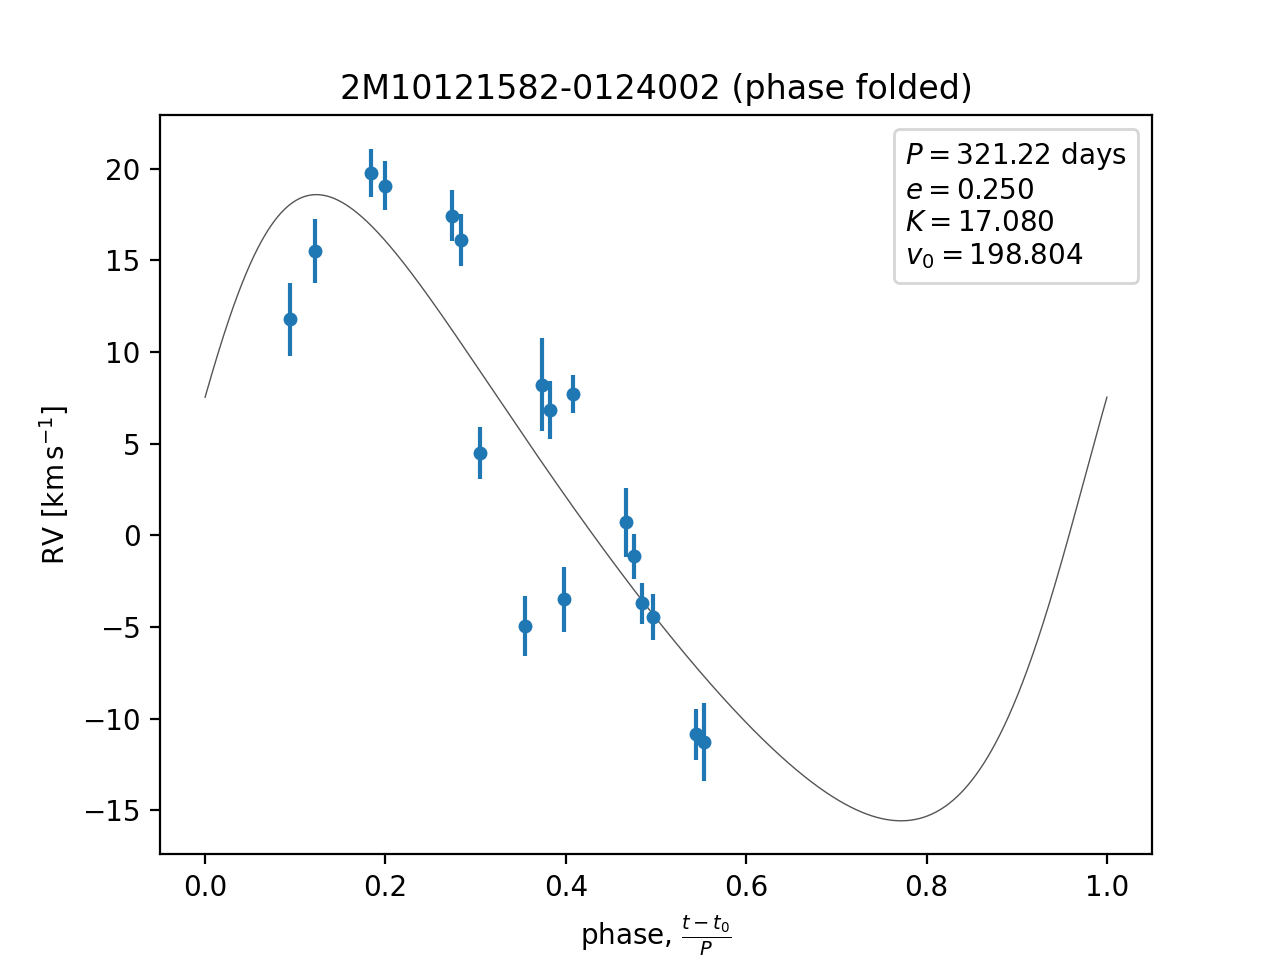 2M10121582-0124002 (phase folded)
P = 321.22 days
e = 0.250
K = 17.080
v₀ = 198.804
20
15
10
5
0
−5
−10
−15
RV [km s⁻¹]
0.0 0.2 0.4 0.6 0.8 1.0
phase, (t − t₀)/P